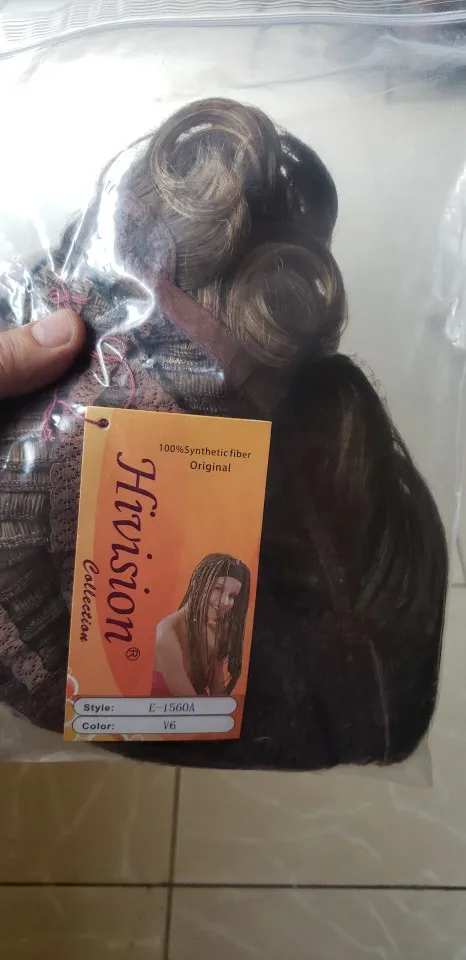 100%Synthetic fiber
Original
Hivision®
Collection
Style: E-1560A
Color: V6